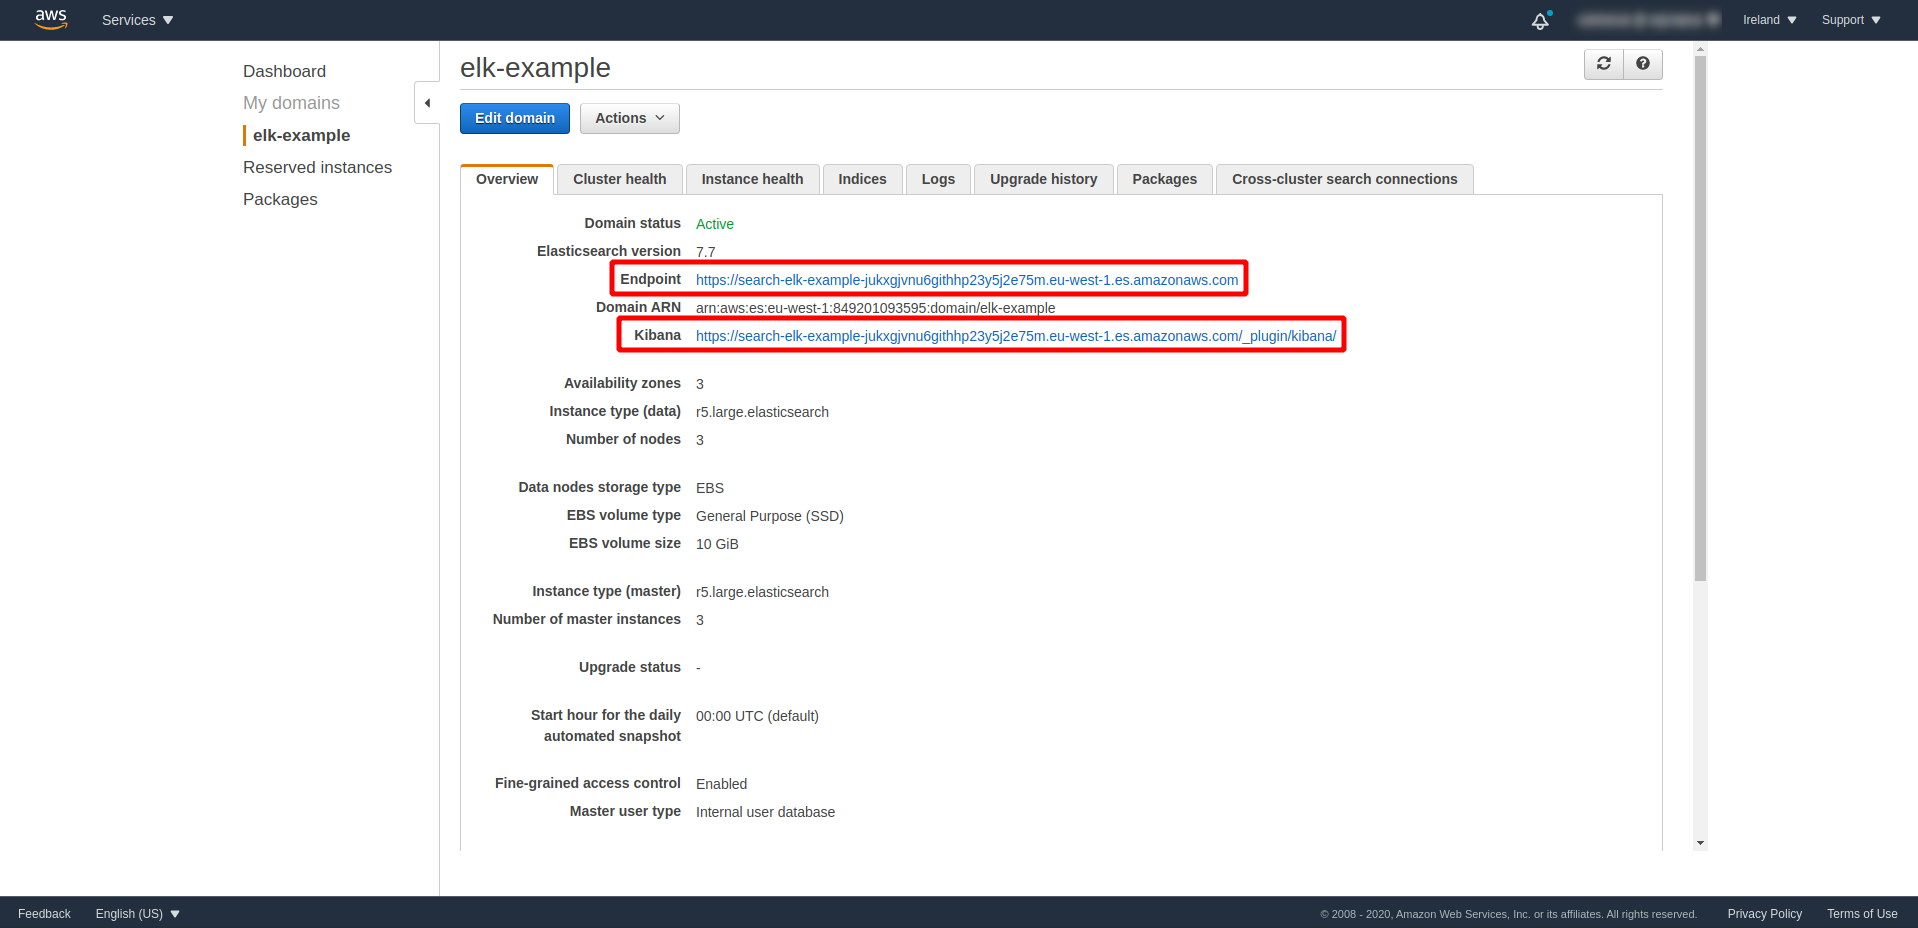 aws
Services
Ireland
Support
Dashboard
My domains
elk-example
Reserved instances
Packages
elk-example
Edit domain
Actions
Overview
Cluster health
Instance health
Indices
Logs
Upgrade history
Packages
Cross-cluster search connections
Domain status Active
Elasticsearch version 7.7
Endpoint https://search-elk-example-jukxgjvnu6githhp23y5j2e75m.eu-west-1.es.amazonaws.com
Domain ARN arn:aws:es:eu-west-1:849201093595:domain/elk-example
Kibana https://search-elk-example-jukxgjvnu6githhp23y5j2e75m.eu-west-1.es.amazonaws.com/_plugin/kibana/
Availability zones 3
Instance type (data) r5.large.elasticsearch
Number of nodes 3
Data nodes storage type EBS
EBS volume type General Purpose (SSD)
EBS volume size 10 GiB
Instance type (master) r5.large.elasticsearch
Number of master instances 3
Upgrade status -
Start hour for the daily 00:00 UTC (default)
automated snapshot
Fine-grained access control Enabled
Master user type Internal user database
Feedback
English (US)
© 2008 - 2020, Amazon Web Services, Inc. or its affiliates. All rights reserved.
Privacy Policy
Terms of Use